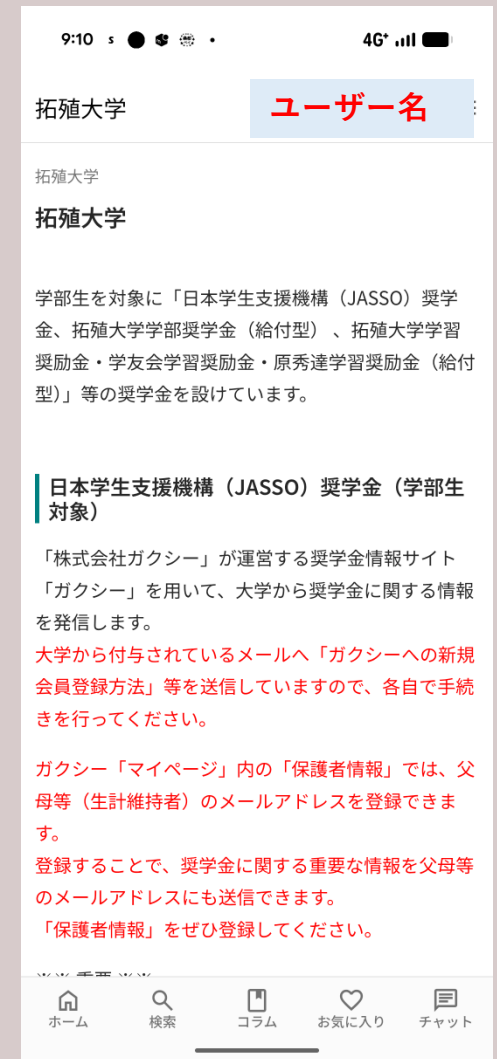 9:10
4G+
拓殖大学
ユーザー名
拓殖大学
拓殖大学
学部生を対象に「日本学生支援機構（JASSO）奨学
金、拓殖大学学部奨学金（給付型） 、拓殖大学学習
奨励金・学友会学習奨励金・原秀達学習奨励金（給付
型）」等の奨学金を設けています。
日本学生支援機構（JASSO）奨学金（学部生
対象）
「株式会社ガクシー」が運営する奨学金情報サイト
「ガクシー」を用いて、大学から奨学金に関する情報
を発信します。
大学から付与されているメールへ「ガクシーへの新規
会員登録方法」等を送信していますので、各自で手続
きを行ってください。
ガクシー「マイページ」内の「保護者情報」では、父
母等（生計維持者）のメールアドレスを登録できま
す。
登録することで、奨学金に関する重要な情報を父母等
のメールアドレスにも送信できます。
「保護者情報」をぜひ登録してください。
ホーム 検索 コラム お気に入り チャット